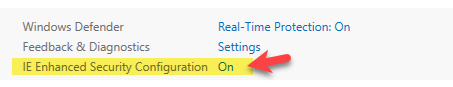 Windows Defender Real-Time Protection: On
Feedback & Diagnostics Settings
IE Enhanced Security Configuration On